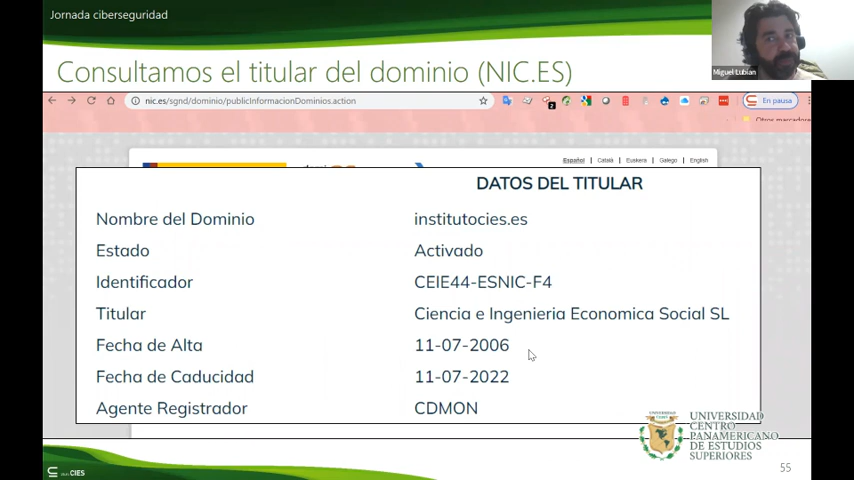 Jornada ciberseguridad
Consultamos el titular del dominio (NIC.ES)
Miguel Lubian
nic.es/sgnd/dominio/publicInformacionDominios.action
2
En pausa
Otros marcadore
Español Català Euskera Galego English
DATOS DEL TITULAR
Nombre del Dominio institutocies.es
Estado Activado
Identificador CEIE44-ESNIC-F4
Titular Ciencia e Ingenieria Economica Social SL
Fecha de Alta 11-07-2006
Fecha de Caducidad 11-07-2022
Agente Registrador CDMON
UNIVERSIDAD
CENTRO
PANAMERICANO
DE ESTUDIOS
SUPERIORES
CIES
55